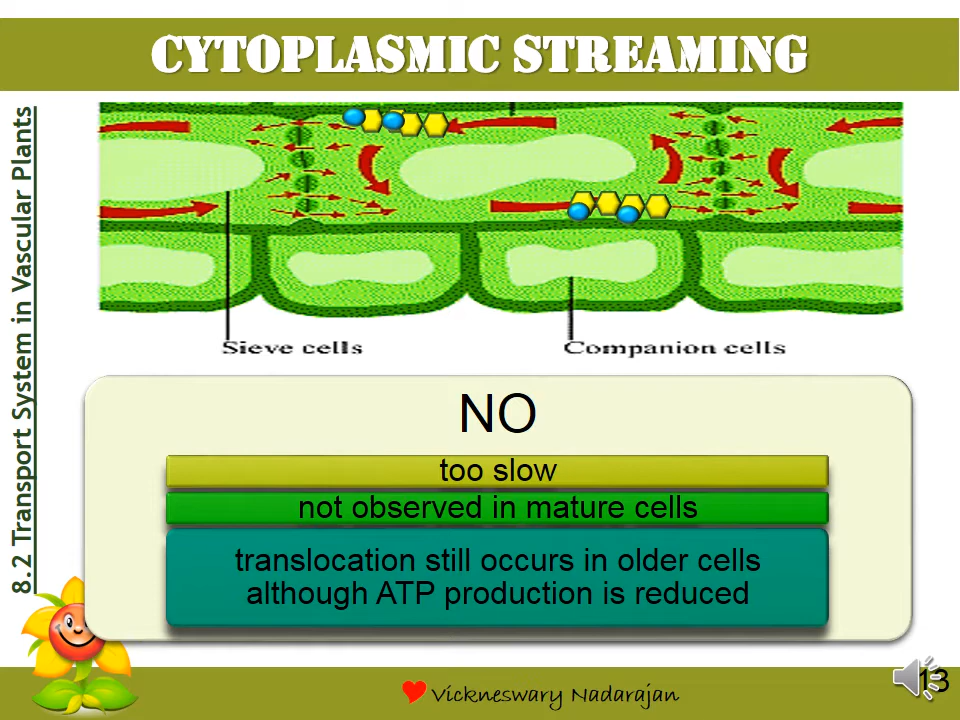 CYTOPLASMIC STREAMING
8.2 Transport System in Vascular Plants
Sieve cells
Companion cells
NO
too slow
not observed in mature cells
translocation still occurs in older cells
although ATP production is reduced
Vickneswary Nadarajan
13